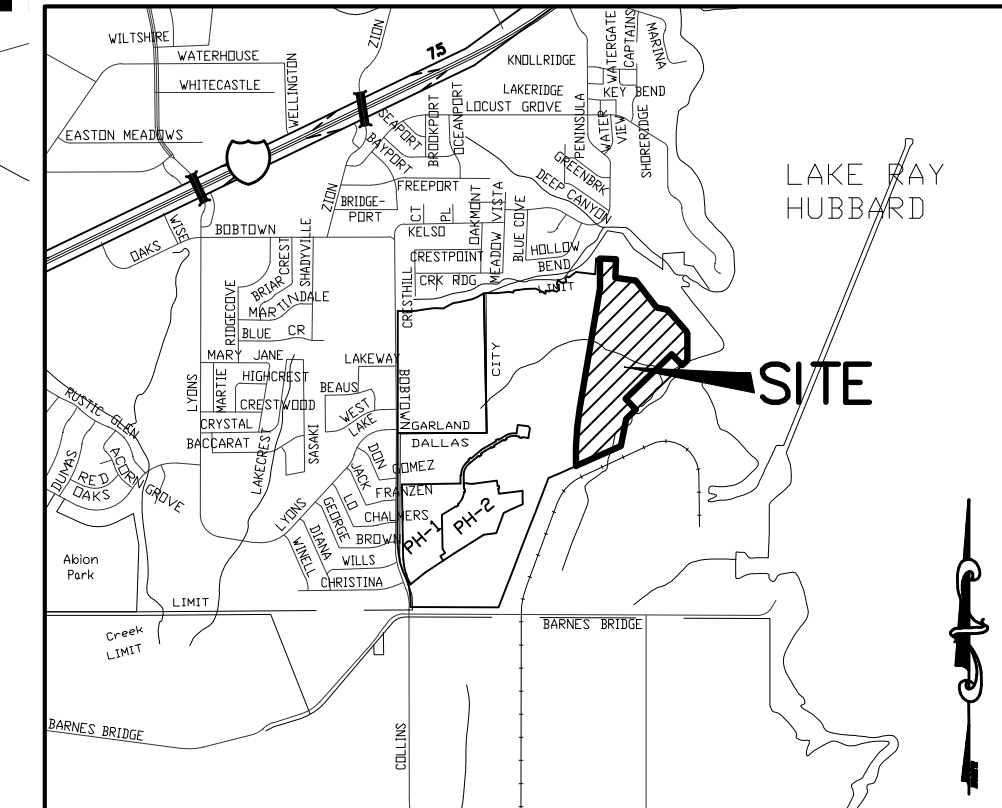 WILTSHIRE
ZION
75
WATERHOUSE
WHITECASTLE
WELLINGTON
EASTON MEADOWS
KNOLLRIDGE
WATERGATE
CAPTAINS
MARINA
LAKERIDGE
KEY BEND
LOCUST GROVE
PENINSULA
WATER
VIEW
SHORERIDGE
SEAPORT
BAYPORT
BROOKPORT
OCEANPORT
GREENBRK
DEEP CANYON
FREEPORT
ZION
BRIDGE-
PORT
LAKE RAY
HUBBARD
WISE
OAKS
BOBTOWN
CT
PL
KELSO
OAKMONT
MEADOW VISTA
BLUE COVE
HOLLOW
BEND
CRESTPOINT
CRK RDG
CRESTHILL
LIMIT
SHADYVILLE
BRIAR CREST
MARTINDALE
RIDGECOVE
BLUE CR
MARY JANE
LAKEWAY
CITY
SITE
HIGHCREST
BEAUS
MARTIE
LYONS
CRESTWOOD
WEST
LAKE
BOBTOWN
RUSTIC GLEN
CRYSTAL
BACCARAT
GARLAND
DALLAS
LAKECREST
SASAKI
DON
GOMEZ
JACK
FRANZEN
DUMAS
RED
OAKS
ACORN GROVE
LO
LYONS
GEORGE
CHALMERS
PH-1
PH-2
DIANA
BROWN
WINELL
WILLS
CHRISTINA
Abion
Park
LIMIT
Creek
LIMIT
BARNES BRIDGE
BARNES BRIDGE
COLLINS